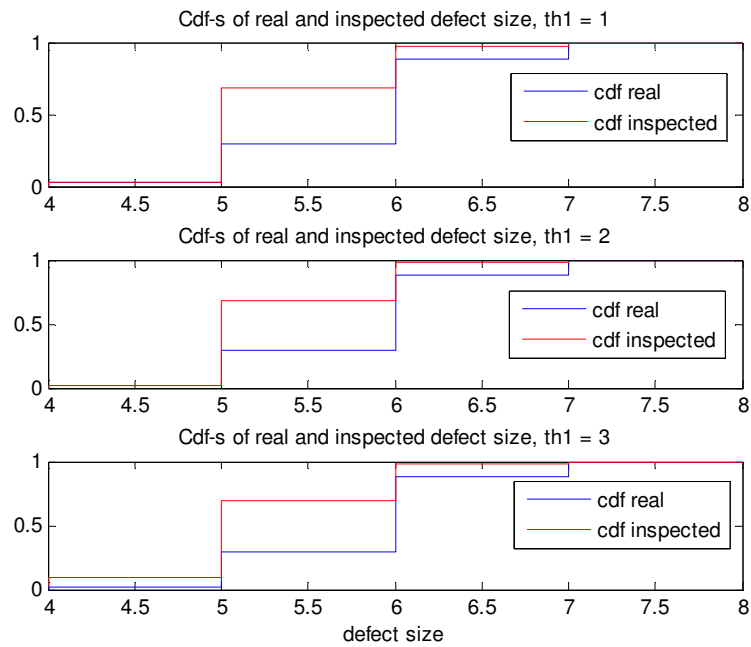 Cdf-s of real and inspected defect size, th1 = 1
1
0.5
0
cdf real
cdf inspected
4 4.5 5 5.5 6 6.5 7 7.5 8
Cdf-s of real and inspected defect size, th1 = 2
1
0.5
0
cdf real
cdf inspected
4 4.5 5 5.5 6 6.5 7 7.5 8
Cdf-s of real and inspected defect size, th1 = 3
1
0.5
0
cdf real
cdf inspected
4 4.5 5 5.5 6 6.5 7 7.5 8
defect size